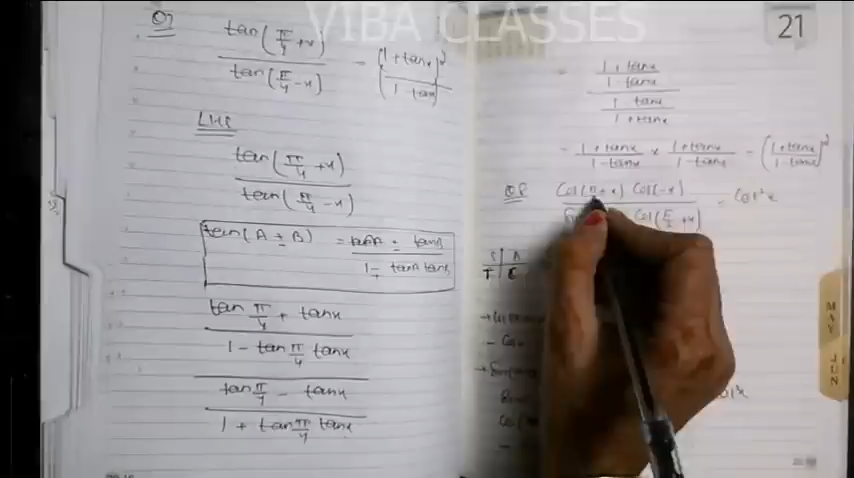 VIBA CLASSES
21
Q7 tan(π/4 + x) / tan(π/4 - x) = (1 + tanx / 1 - tan)²
LHS
tan(π/4 + x) / tan(π/4 - x)
tan(A ± B) = tanA ± tanB / 1 ∓ tanA tanB
tan π/4 + tanx / 1 - tan π/4 tanx
tan π/4 - tanx / 1 + tan π/4 tanx
= 1 + tanx / 1 - tanx / 1 - tanx / 1 + tanx
= 1 + tanx / 1 - tanx × 1 + tanx / 1 - tanx = (1 + tanx / 1 - tanx)²
Q8 Cos(π + x) Cos(-x) / Cos(π/2 + x) = Cot²x
S A
T C
MAY
JUN